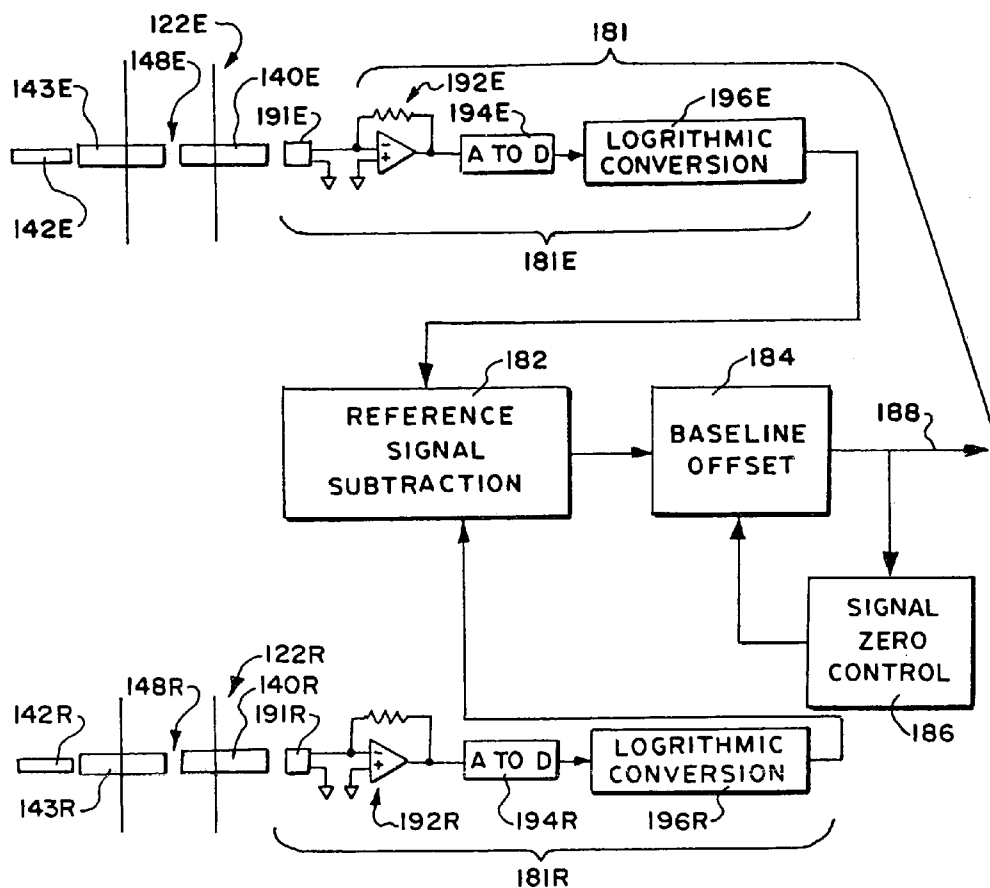 122E
181
148E
140E
143E
192E
191E
194E
196E
A TO D
LOGRITHMIC
CONVERSION
-
+
142E
181E
182
184
188
REFERENCE
SIGNAL
SUBTRACTION
BASELINE
OFFSET
SIGNAL
ZERO
CONTROL
186
122R
148R
140R
142R
191R
-
+
A TO D
LOGRITHMIC
CONVERSION
143R
192R
194R
196R
181R